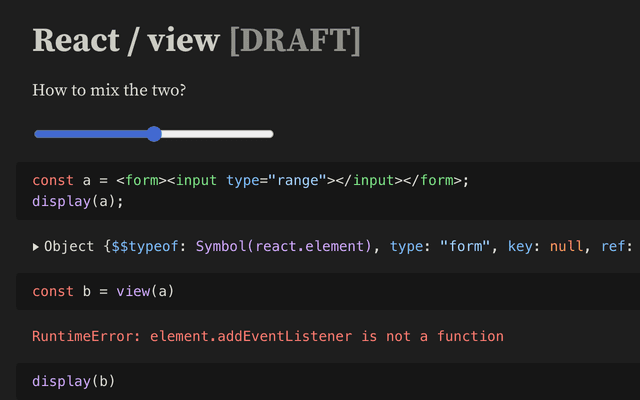 React / view [DRAFT]
How to mix the two?
const a = <form><input type="range"></input></form>;
display(a);
Object {$$typeof: Symbol(react.element), type: "form", key: null, ref:
const b = view(a)
RuntimeError: element.addEventListener is not a function
display(b)